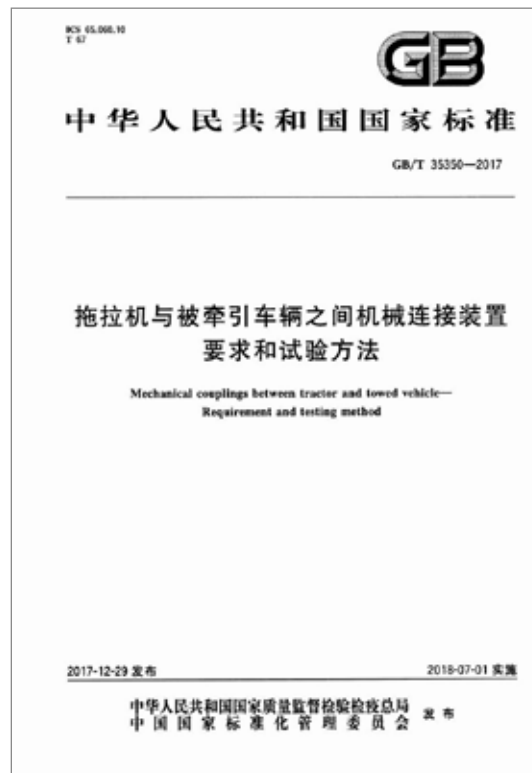 ICS 65.060.10
T 67
GB
中华人民共和国国家标准
GB/T 35350—2017
拖拉机与被牵引车辆之间机械连接装置
要求和试验方法
Mechanical couplings between tractor and towed vehicle—
Requirement and testing method
2017-12-29 发布
2018-07-01 实施
中华人民共和国国家质量监督检验检疫总局
中国国家标准化管理委员会
发布